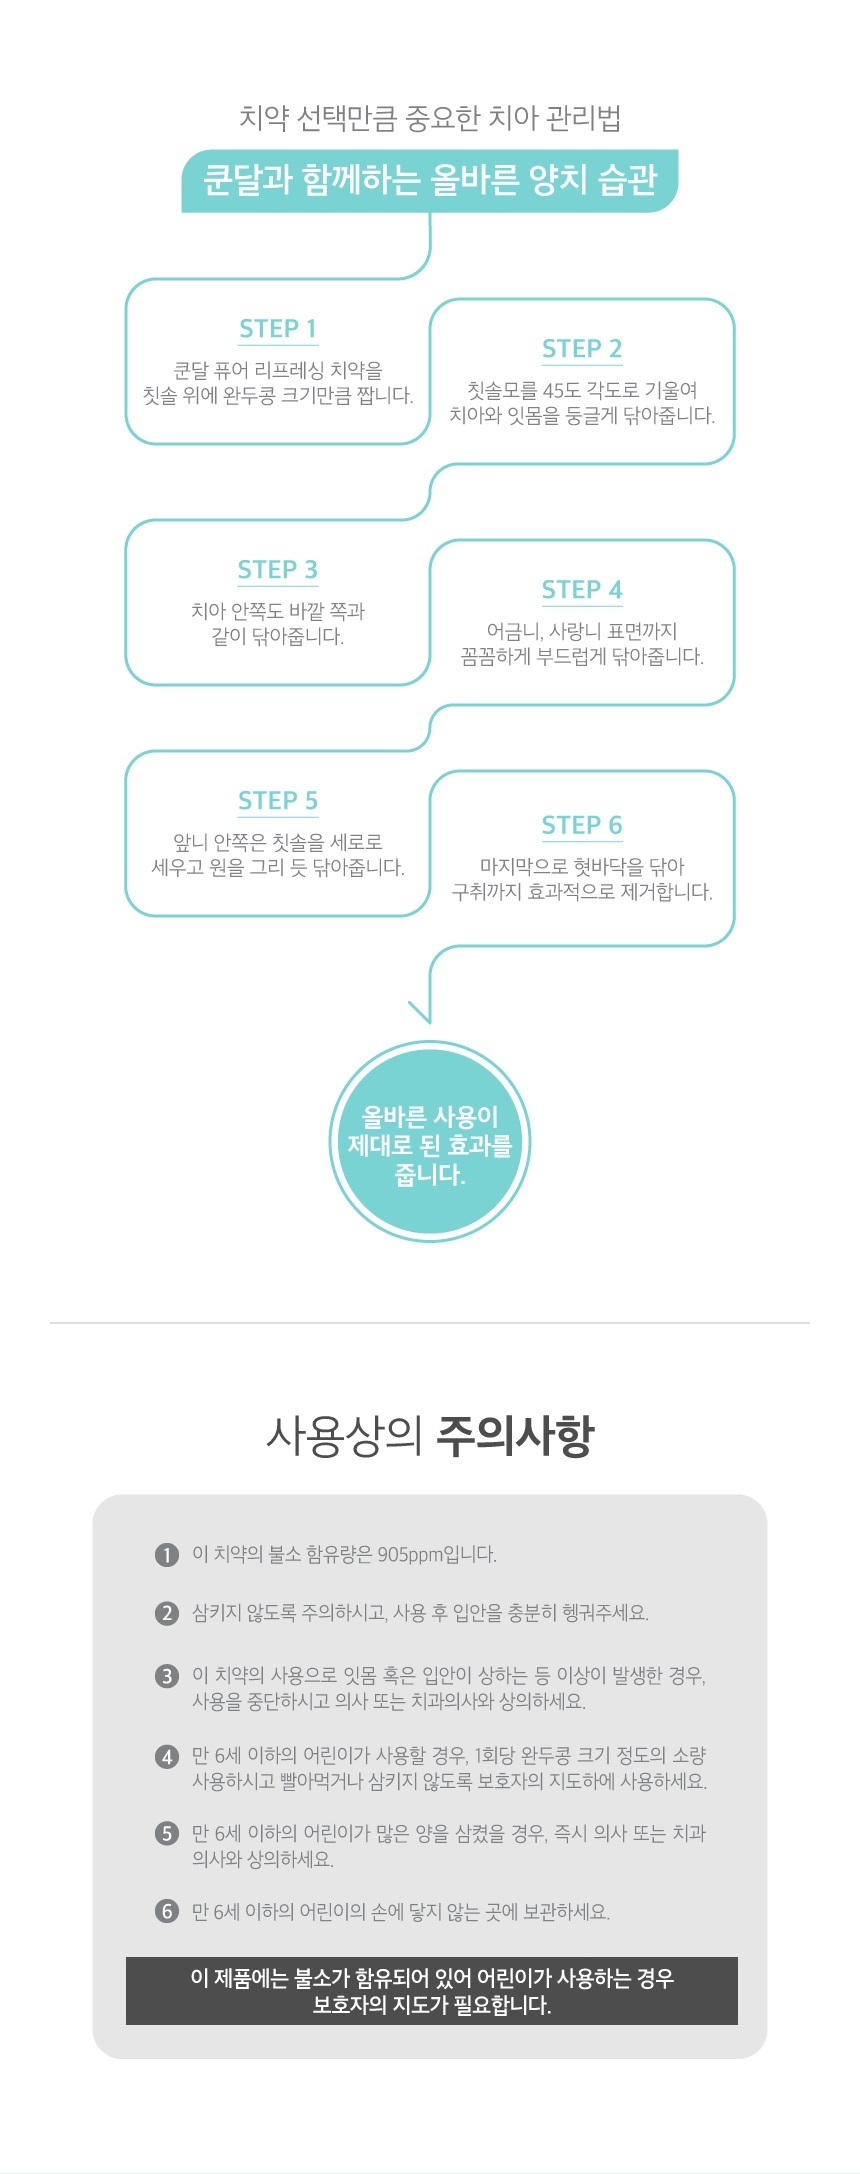 치약 선택만큼 중요한 치아 관리법
쿤달과 함께하는 올바른 양치 습관
STEP 1
쿤달 퓨어 리프레싱 치약을
칫솔 위에 완두콩 크기만큼 짭니다.
STEP 2
칫솔모를 45도 각도로 기울여
치아와 잇몸을 둥글게 닦아줍니다.
STEP 3
치아 안쪽도 바깥 쪽과
같이 닦아줍니다.
STEP 4
어금니, 사랑니 표면까지
꼼꼼하게 부드럽게 닦아줍니다.
STEP 5
앞니 안쪽은 칫솔을 세로로
세우고 원을 그리 듯 닦아줍니다.
STEP 6
마지막으로 혓바닥을 닦아
구취까지 효과적으로 제거합니다.
올바른 사용이
제대로 된 효과를
줍니다.
사용상의 주의사항
1 이 치약의 불소 함유량은 905ppm입니다.
2 삼키지 않도록 주의하시고, 사용 후 입안을 충분히 헹궈주세요.
3 이 치약의 사용으로 잇몸 혹은 입안이 상하는 등 이상이 발생한 경우,
사용을 중단하시고 의사 또는 치과의사와 상의하세요.
4 만 6세 이하의 어린이가 사용할 경우, 1회당 완두콩 크기 정도의 소량
사용하시고 빨아먹거나 삼키지 않도록 보호자의 지도하에 사용하세요.
5 만 6세 이하의 어린이가 많은 양을 삼켰을 경우, 즉시 의사 또는 치과
의사와 상의하세요.
6 만 6세 이하의 어린이의 손에 닿지 않는 곳에 보관하세요.
이 제품에는 불소가 함유되어 있어 어린이가 사용하는 경우
보호자의 지도가 필요합니다.